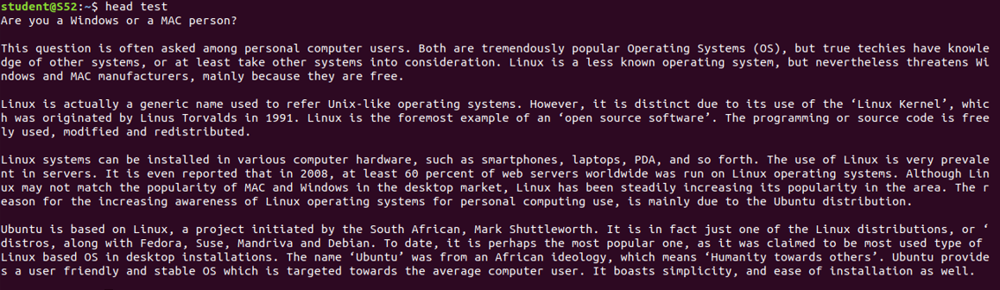 student@S52:~$ head test
Are you a Windows or a MAC person?
This question is often asked among personal computer users. Both are tremendously popular Operating Systems (OS), but true techies have knowle
dge of other systems, or at least take other systems into consideration. Linux is a less known operating system, but nevertheless threatens Wi
ndows and MAC manufacturers, mainly because they are free.
Linux is actually a generic name used to refer Unix-like operating systems. However, it is distinct due to its use of the ‘Linux Kernel’, whic
h was originated by Linus Torvalds in 1991. Linux is the foremost example of an ‘open source software’. The programming or source code is free
ly used, modified and redistributed.
Linux systems can be installed in various computer hardware, such as smartphones, laptops, PDA, and so forth. The use of Linux is very prevale
nt in servers. It is even reported that in 2008, at least 60 percent of web servers worldwide was run on Linux operating systems. Although Lin
ux may not match the popularity of MAC and Windows in the desktop market, Linux has been steadily increasing its popularity in the area. The r
eason for the increasing awareness of Linux operating systems for personal computing use, is mainly due to the Ubuntu distribution.
Ubuntu is based on Linux, a project initiated by the South African, Mark Shuttleworth. It is in fact just one of the Linux distributions, or ‘
distros, along with Fedora, Suse, Mandriva and Debian. To date, it is perhaps the most popular one, as it was claimed to be most used type of
Linux based OS in desktop installations. The name ‘Ubuntu’ was from an African ideology, which means ‘Humanity towards others’. Ubuntu provide
s a user friendly and stable OS which is targeted towards the average computer user. It boasts simplicity, and ease of installation as well.